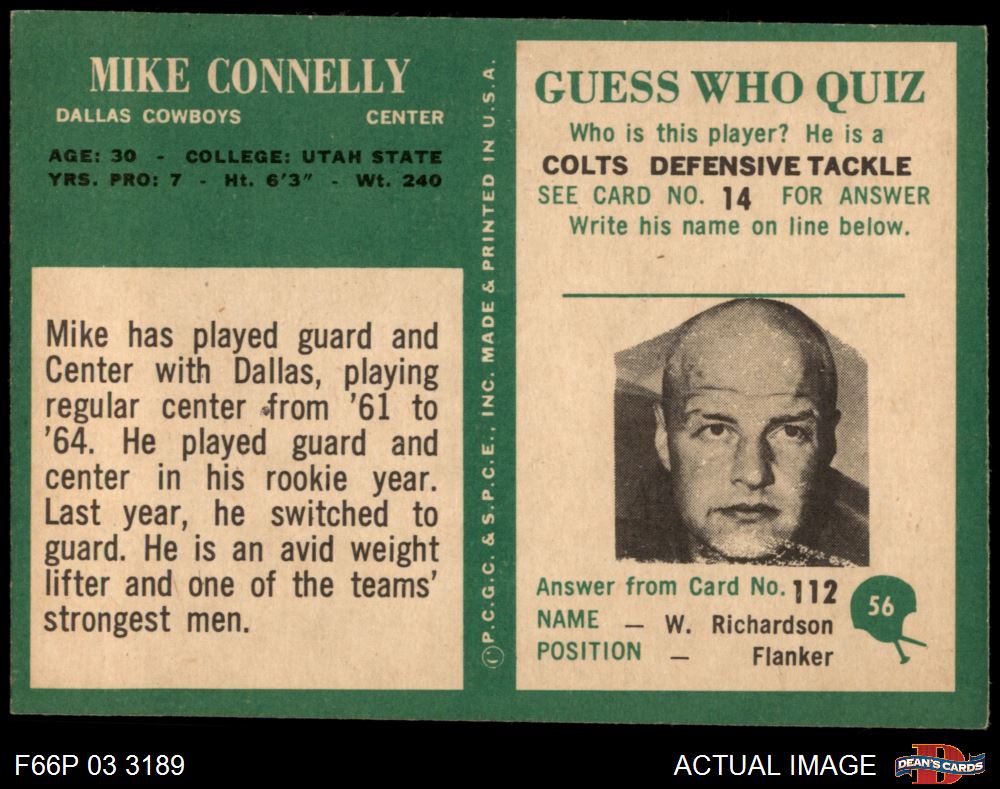 MIKE CONNELLY
DALLAS COWBOYS CENTER
AGE: 30 - COLLEGE: UTAH STATE
YRS. PRO: 7 - Ht. 6'3" - Wt. 240
Mike has played guard and
Center with Dallas, playing
regular center from '61 to
'64. He played guard and
center in his rookie year.
Last year, he switched to
guard. He is an avid weight
lifter and one of the teams'
strongest men.
©P.C.G.C. & S.P.C.E., INC. MADE & PRINTED IN U.S.A.
GUESS WHO QUIZ
Who is this player? He is a
COLTS DEFENSIVE TACKLE
SEE CARD NO. 14 FOR ANSWER
Write his name on line below.
Answer from Card No. 112
NAME — W. Richardson
POSITION — Flanker
56
F66P 03 3189
ACTUAL IMAGE
D
DEAN'S CARDS